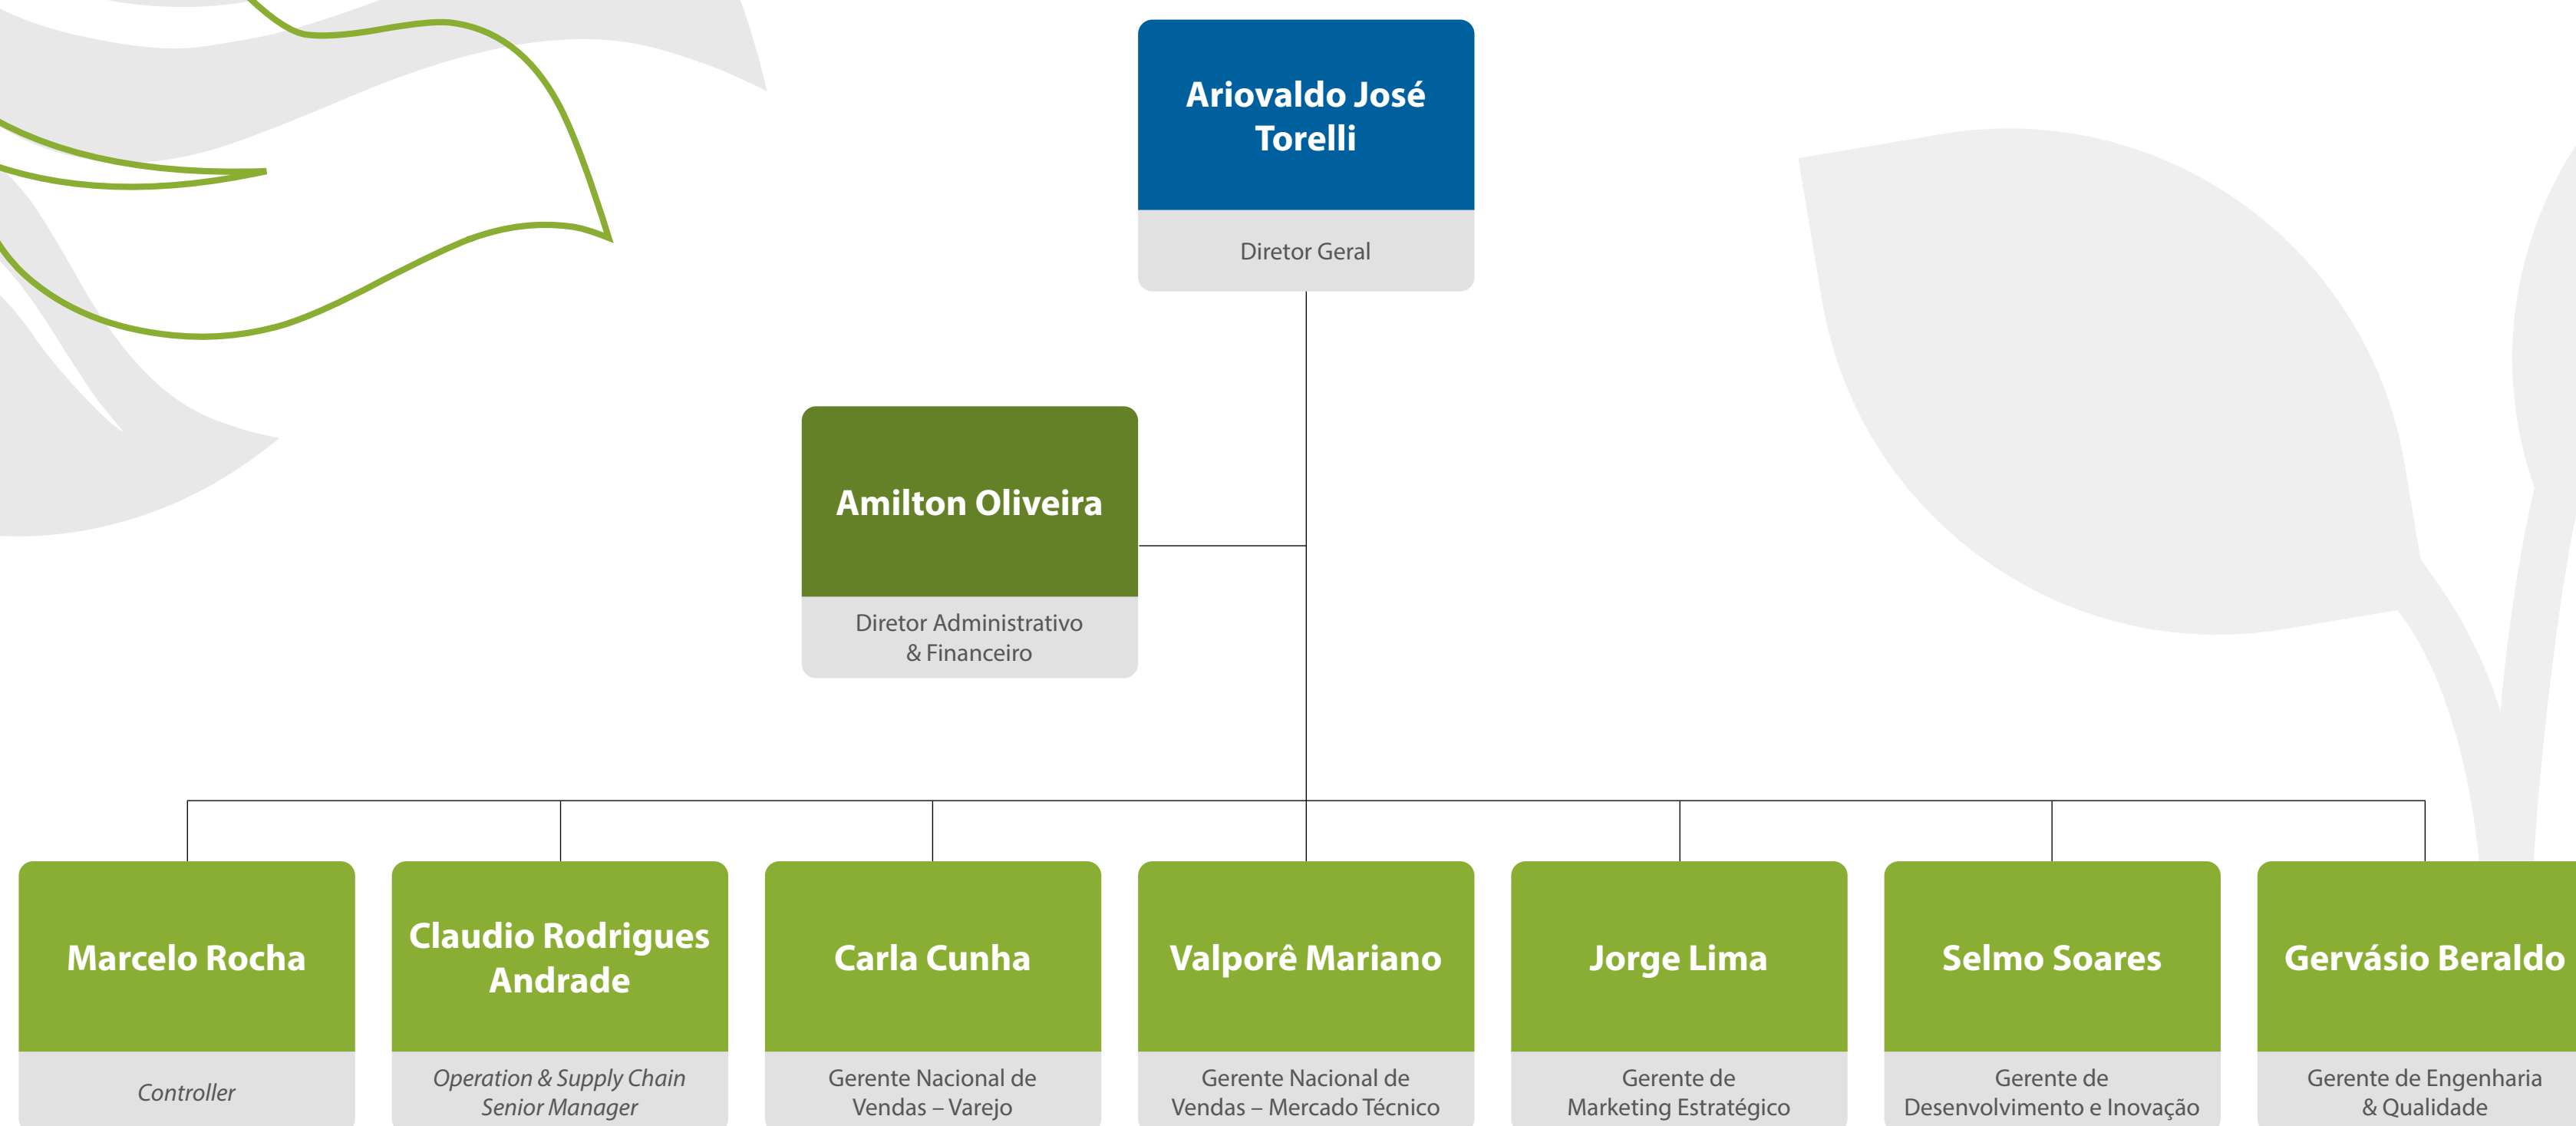 Ariovaldo José
Torelli
Diretor Geral
Amilton Oliveira
Diretor Administrativo
& Financeiro
Marcelo Rocha
Controller
Claudio Rodrigues
Andrade
Operation & Supply Chain
Senior Manager
Carla Cunha
Gerente Nacional de
Vendas – Varejo
Valporê Mariano
Gerente Nacional de
Vendas – Mercado Técnico
Jorge Lima
Gerente de
Marketing Estratégico
Selmo Soares
Gerente de
Desenvolvimento e Inovação
Gervásio Beraldo
Gerente de Engenharia
& Qualidade